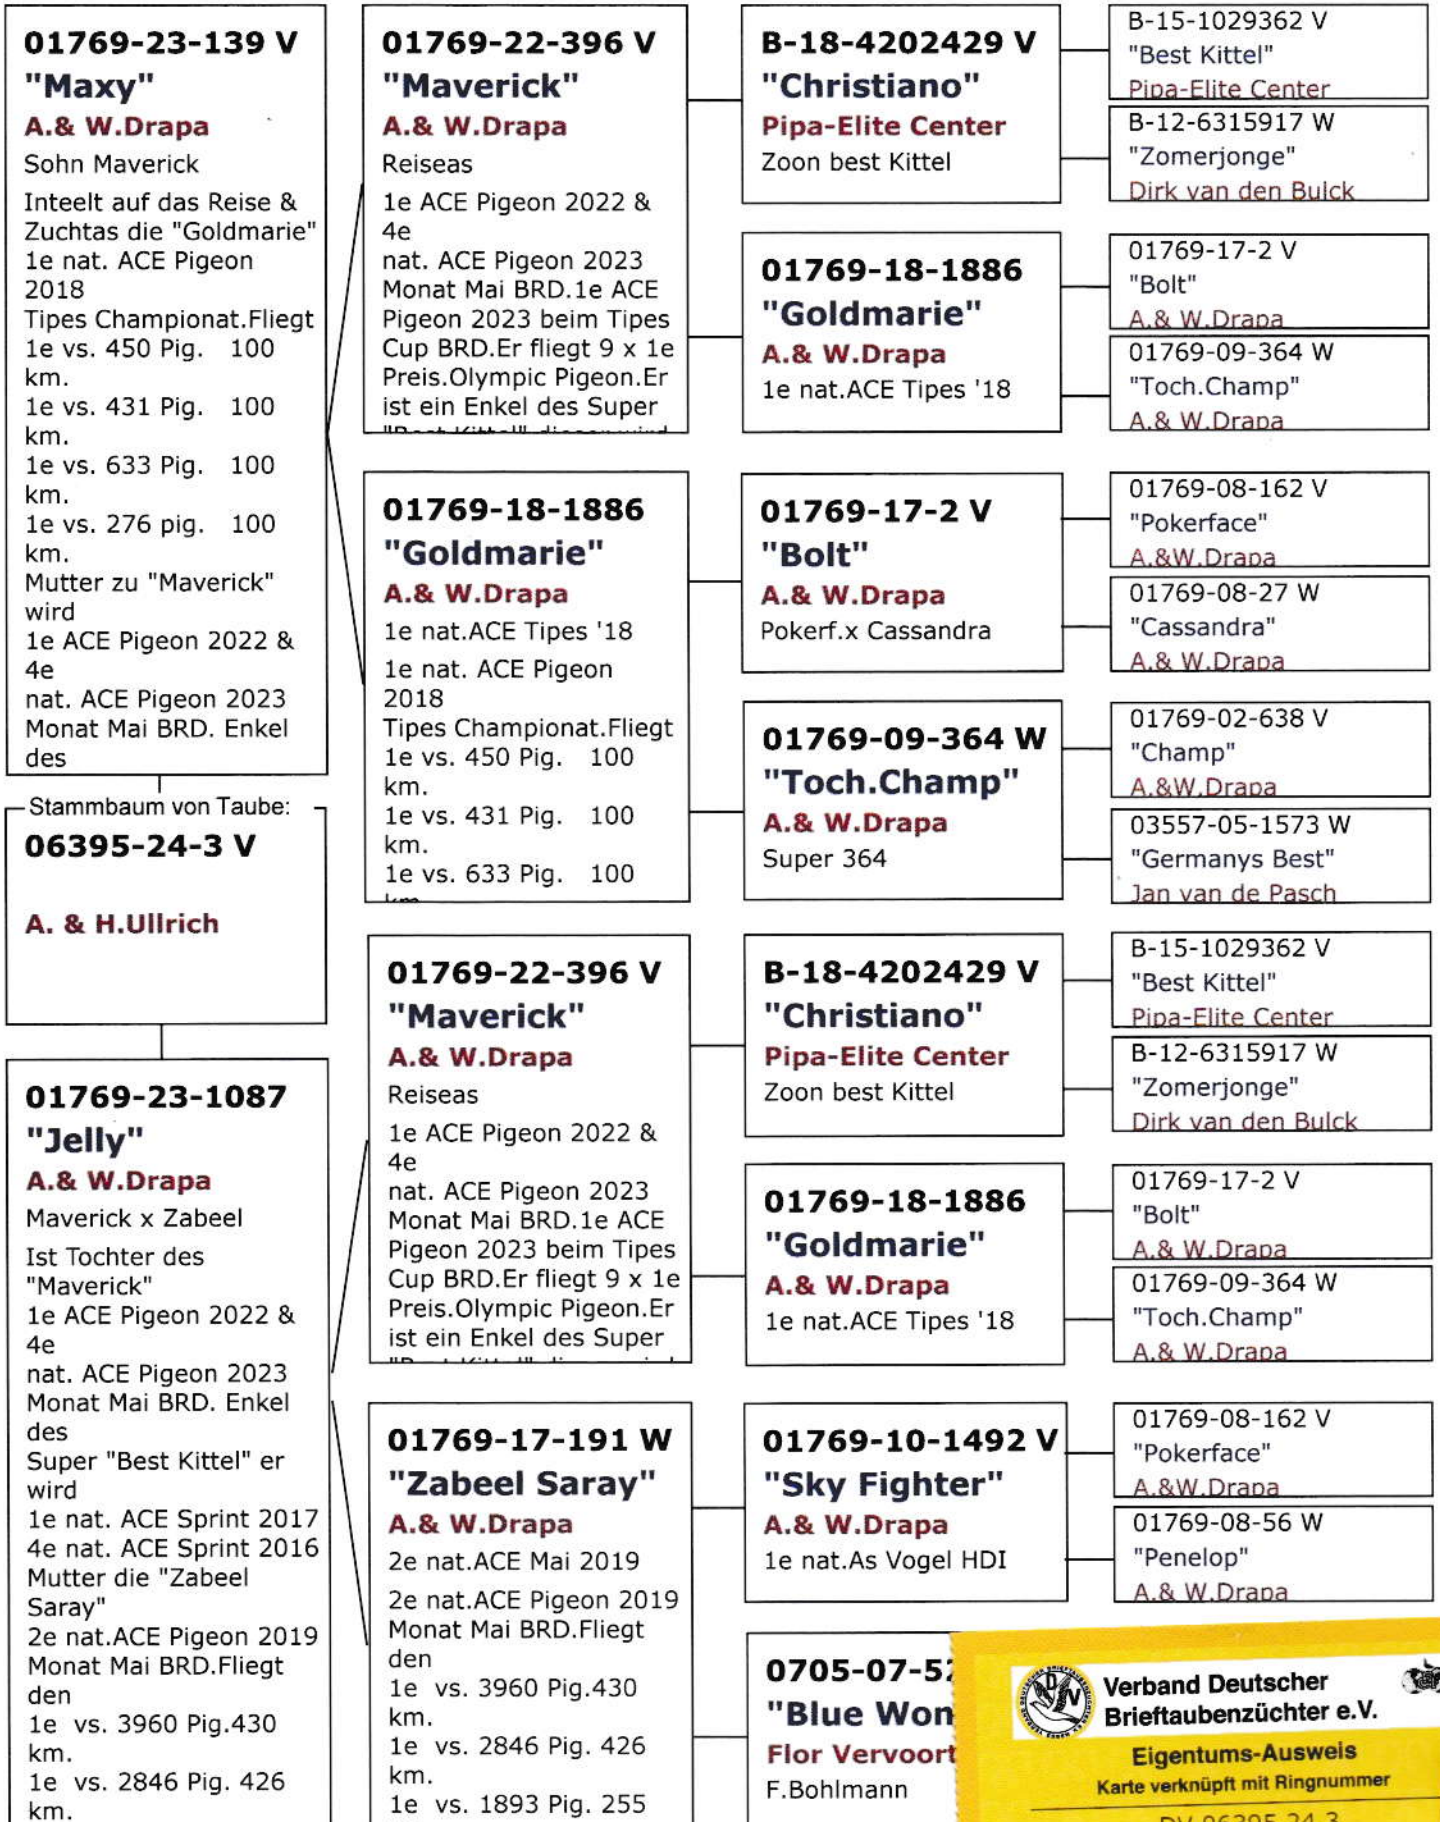 01769-23-139 V
"Maxy"
A.& W.Drapa
Sohn Maverick
Inteelt auf das Reise &
Zuchtas die "Goldmarie"
1e nat. ACE Pigeon
2018
Tipes Championat.Fliegt
1e vs. 450 Pig. 100
km.
1e vs. 431 Pig. 100
km.
1e vs. 633 Pig. 100
km.
1e vs. 276 pig. 100
km.
Mutter zu "Maverick"
wird
1e ACE Pigeon 2022 &
4e
nat. ACE Pigeon 2023
Monat Mai BRD. Enkel
des
Stammbaum von Taube:
06395-24-3 V
A. & H.Ullrich
01769-23-1087
"Jelly"
A.& W.Drapa
Maverick x Zabeel
Ist Tochter des
"Maverick"
1e ACE Pigeon 2022 &
4e
nat. ACE Pigeon 2023
Monat Mai BRD. Enkel
des
Super "Best Kittel" er
wird
1e nat. ACE Sprint 2017
4e nat. ACE Sprint 2016
Mutter die "Zabeel
Saray"
2e nat.ACE Pigeon 2019
Monat Mai BRD.Fliegt
den
1e vs. 3960 Pig.430
km.
1e vs. 2846 Pig. 426
km.
01769-22-396 V
"Maverick"
A.& W.Drapa
Reiseas
1e ACE Pigeon 2022 &
4e
nat. ACE Pigeon 2023
Monat Mai BRD.1e ACE
Pigeon 2023 beim Tipes
Cup BRD.Er fliegt 9 x 1e
Preis.Olympic Pigeon.Er
ist ein Enkel des Super
"Best Kittel" dieser wird
01769-18-1886
"Goldmarie"
A.& W.Drapa
1e nat.ACE Tipes '18
1e nat. ACE Pigeon
2018
Tipes Championat.Fliegt
1e vs. 450 Pig. 100
km.
1e vs. 431 Pig. 100
km.
1e vs. 633 Pig. 100
km
01769-22-396 V
"Maverick"
A.& W.Drapa
Reiseas
1e ACE Pigeon 2022 &
4e
nat. ACE Pigeon 2023
Monat Mai BRD.1e ACE
Pigeon 2023 beim Tipes
Cup BRD.Er fliegt 9 x 1e
Preis.Olympic Pigeon.Er
ist ein Enkel des Super
01769-17-191 W
"Zabeel Saray"
A.& W.Drapa
2e nat.ACE Mai 2019
2e nat.ACE Pigeon 2019
Monat Mai BRD.Fliegt
den
1e vs. 3960 Pig.430
km.
1e vs. 2846 Pig. 426
km.
1e vs. 1893 Pig. 255
B-18-4202429 V
"Christiano"
Pipa-Elite Center
Zoon best Kittel
01769-18-1886
"Goldmarie"
A.& W.Drapa
1e nat.ACE Tipes '18
01769-17-2 V
"Bolt"
A.& W.Drapa
Pokerf.x Cassandra
01769-09-364 W
"Toch.Champ"
A.& W.Drapa
Super 364
B-18-4202429 V
"Christiano"
Pipa-Elite Center
Zoon best Kittel
01769-18-1886
"Goldmarie"
A.& W.Drapa
1e nat.ACE Tipes '18
01769-10-1492 V
"Sky Fighter"
A.& W.Drapa
1e nat.As Vogel HDI
0705-07-52
"Blue Won
Flor Vervoort
F.Bohlmann
B-15-1029362 V
"Best Kittel"
Pipa-Elite Center
B-12-6315917 W
"Zomerjonge"
Dirk van den Bulck
01769-17-2 V
"Bolt"
A.& W.Drapa
01769-09-364 W
"Toch.Champ"
A.& W.Drapa
01769-08-162 V
"Pokerface"
A.&W.Drapa
01769-08-27 W
"Cassandra"
A.& W.Drapa
01769-02-638 V
"Champ"
A.&W.Drapa
03557-05-1573 W
"Germanys Best"
Jan van de Pasch
B-15-1029362 V
"Best Kittel"
Pipa-Elite Center
B-12-6315917 W
"Zomerjonge"
Dirk van den Bulck
01769-17-2 V
"Bolt"
A.& W.Drapa
01769-09-364 W
"Toch.Champ"
A.& W.Drapa
01769-08-162 V
"Pokerface"
A.&W.Drapa
01769-08-56 W
"Penelop"
A.& W.Drapa
Verband Deutscher
Brieftaubenzüchter e.V.
Eigentums-Ausweis
Karte verknüpft mit Ringnummer
DV-06395-24-3